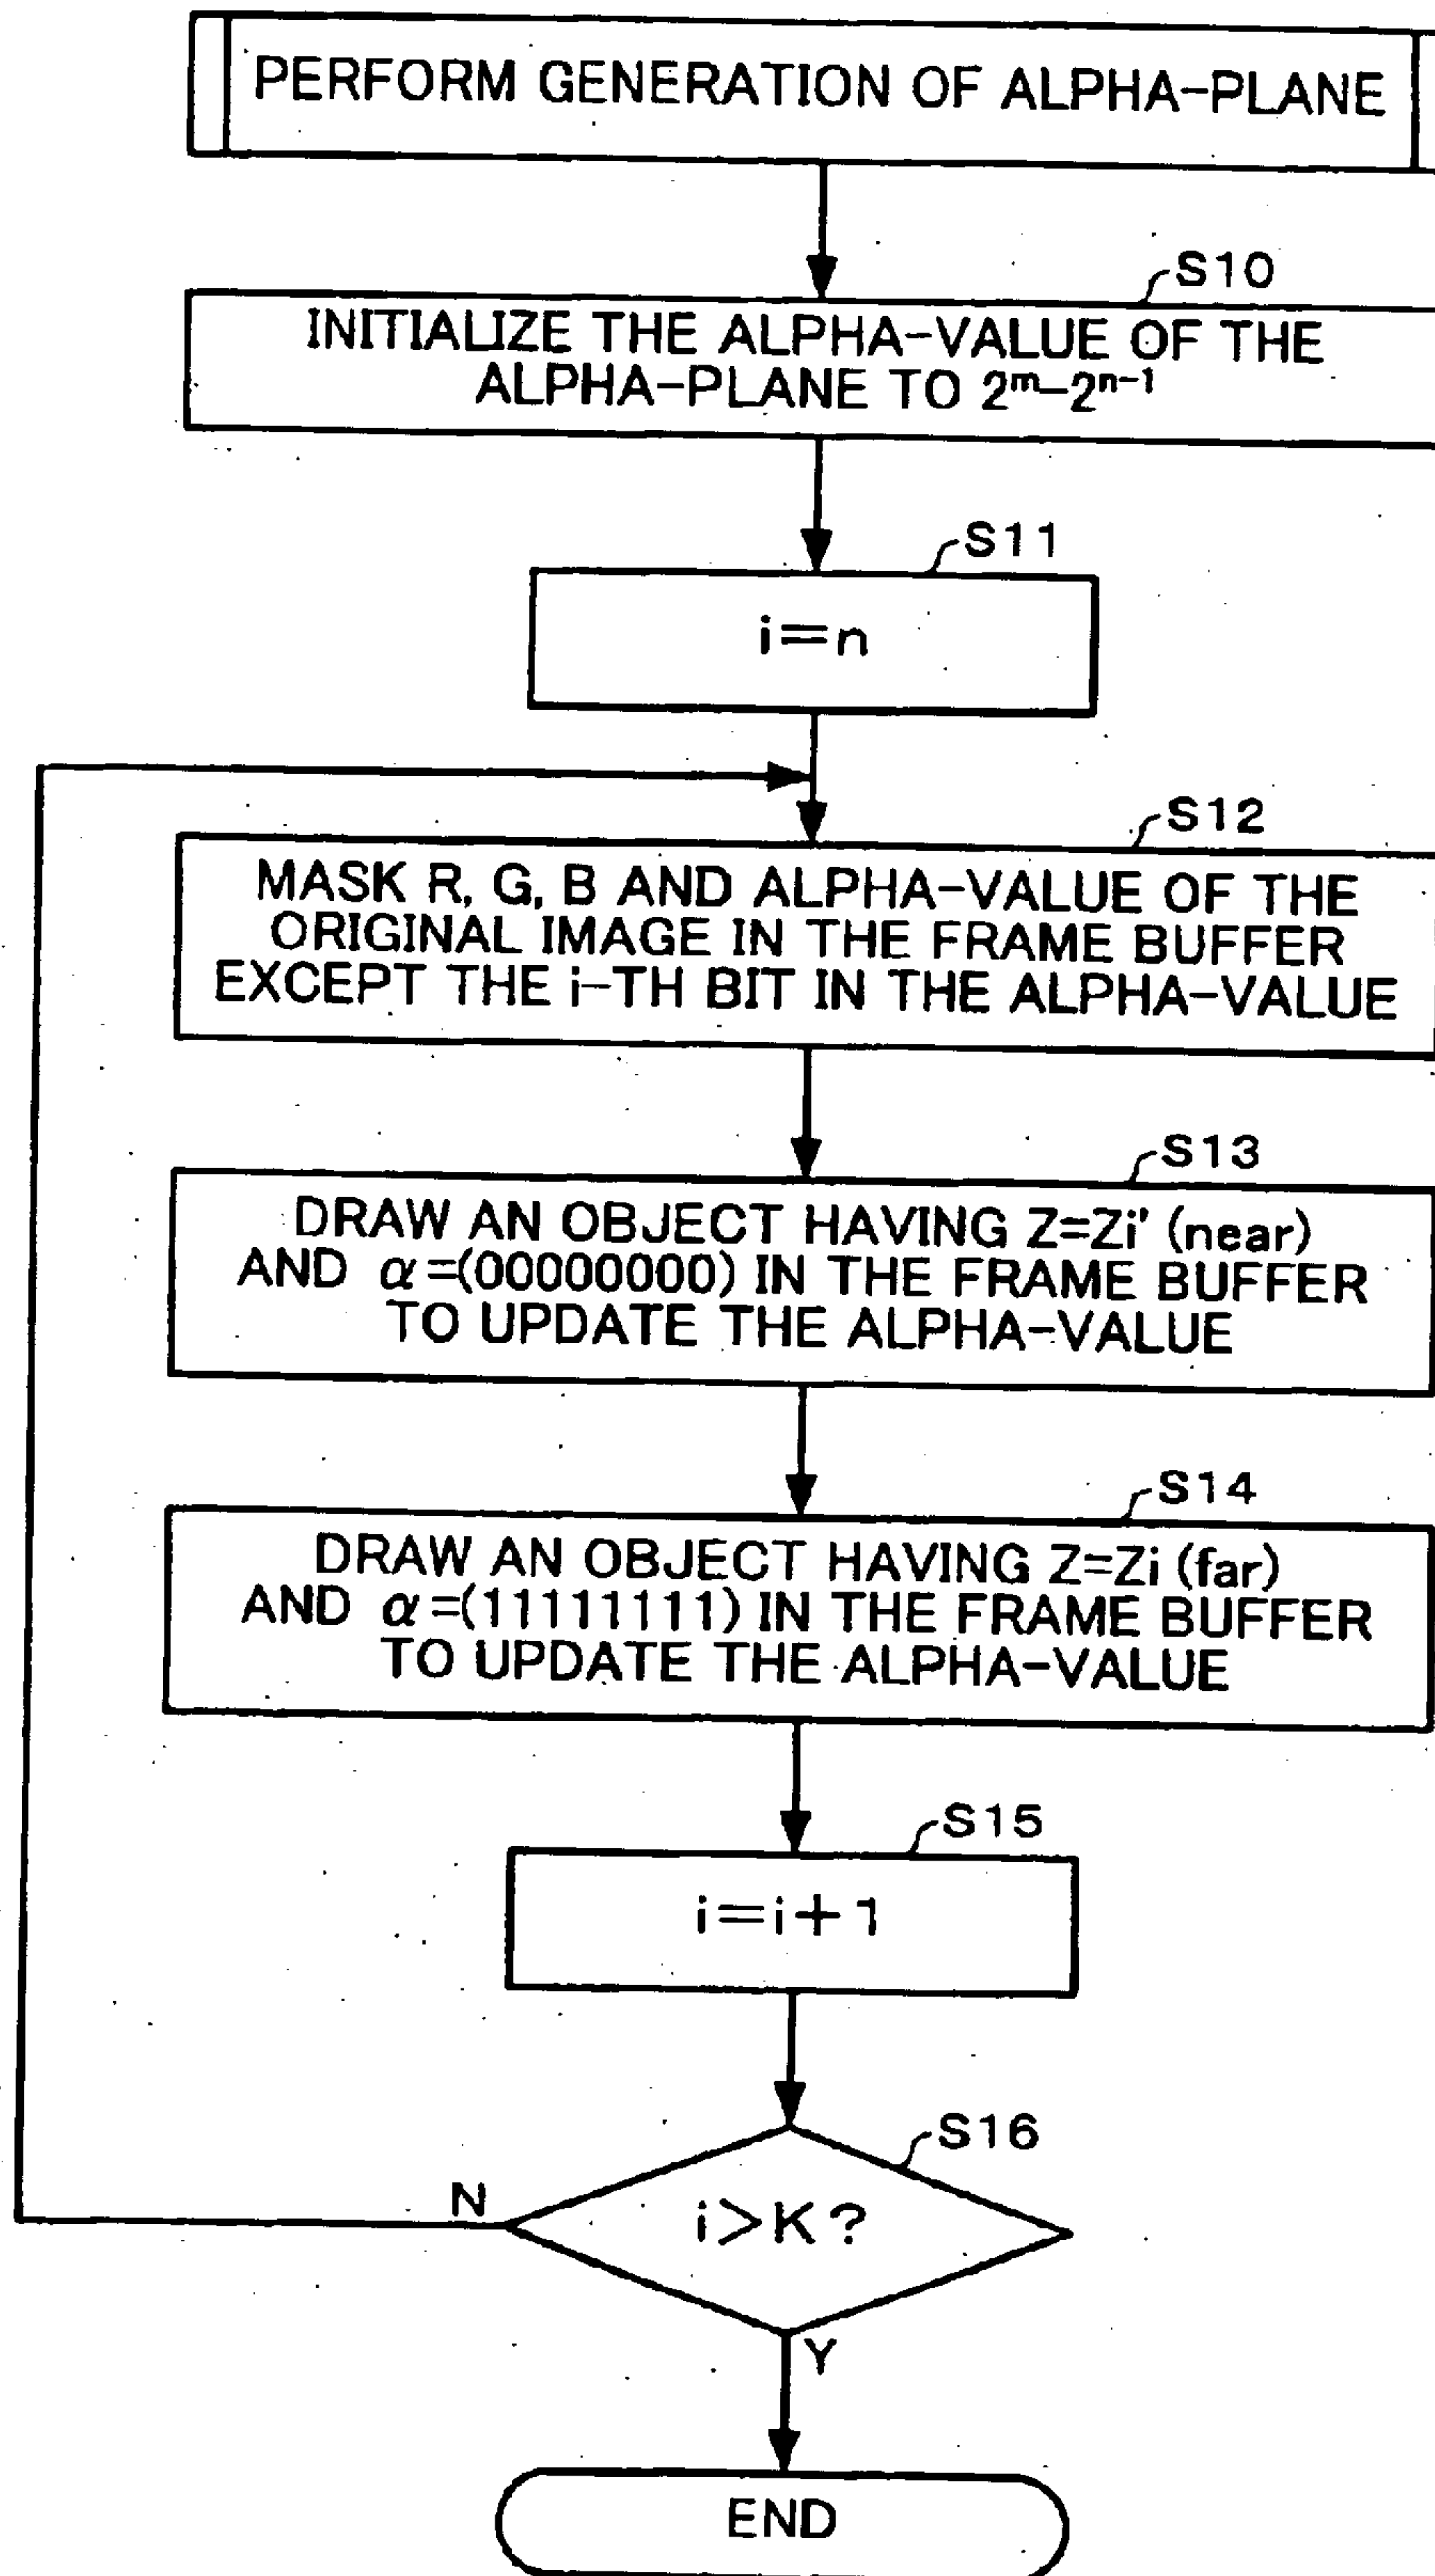 PERFORM GENERATION OF ALPHA-PLANE
S10
INITIALIZE THE ALPHA-VALUE OF THE
ALPHA-PLANE TO 2ᵐ-2ⁿ⁻¹
S11
i=n
S12
MASK R, G, B AND ALPHA-VALUE OF THE
ORIGINAL IMAGE IN THE FRAME BUFFER
EXCEPT THE i-TH BIT IN THE ALPHA-VALUE
S13
DRAW AN OBJECT HAVING Z=Zi' (near)
AND α=(00000000) IN THE FRAME BUFFER
TO UPDATE THE ALPHA-VALUE
S14
DRAW AN OBJECT HAVING Z=Zi (far)
AND α=(11111111) IN THE FRAME BUFFER
TO UPDATE THE ALPHA-VALUE
S15
i=i+1
S16
N
i>K?
Y
END